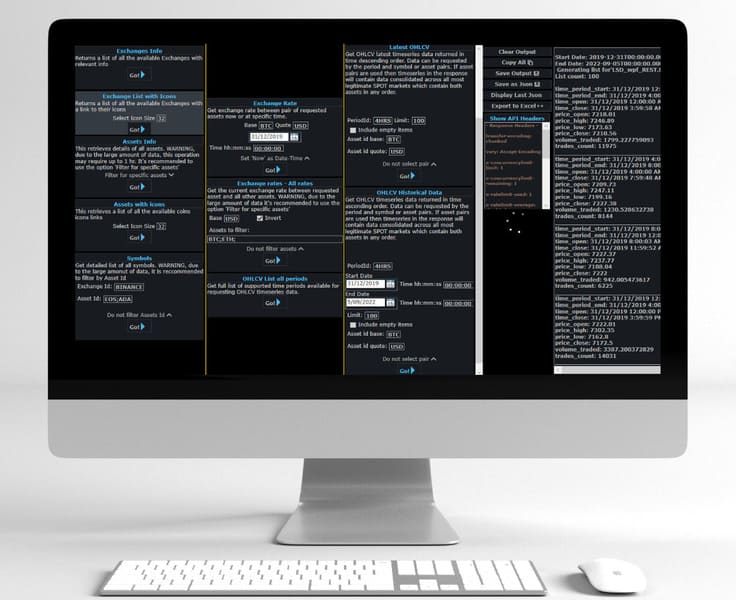 Exchanges Info
Returns a list of all the available Exchanges with
relevant info
Go!
Exchange List with Icons
Returns a list of all the available Exchanges with
a link to their icons
Select Icon Size 32
Go!
Assets Info
This retrieves details of all assets. WARNING,
due to the large amount of data, this operation
may require up to 1 hr. It's recommended to
use the option 'Filter for specific assets'
Filter for specific assets
Go!
Assets with icons
This retrieves a list of all the available coins
icons links
Select Icon Size 32
Go!
Symbols
Get detailed list of all symbols. WARNING, due
to the large amount of data, it is reccommended
to filter by Asset Id
Exchange Id: BINANCE
Asset Id: EOS;ADA
Do not filter Assets Id
Go!
Exchange Rate
Get exchange rate between pair of requested
assets now or at specific time.
Base BTC Quote USD
31/12/2019
Time hh:mm:ss 00:00:00
Set 'Now' as Date-Time
Go!
Exchange rates - All rates
Get the current exchange rate between requested
asset and all other assets. WARNING, due to the
large amount of data it's recommended to use the
option 'Filter for specific assets'
Base USD Invert
Assets to filter:
BTC;ETH;
Do not filter assets
Go!
OHLCV List all periods
Get full list of supported time periods available for
requesting OHLCV timeseries data.
Go!
Latest OHLCV
Get OHLCV latest timeseries data returned in
time descending order. Data can be requested
by the period and symbol or asset pairs. If asset
pairs are used then timeseries in the response
will contain data consolidated across all most
legitimate SPOT markets which contain both
assets in any order.
PeriodId: 4HRS Limit: 100
Include empty items
Asset id base: BTC
Asset id quote: USD
Do not select pair
Go!
OHLCV Historical Data
Get OHLCV timeseries data returned in time
ascending order. Data can be requested by the
period and symbol or asset pairs. If asset pairs
are used then timeseries in the response will
contain data consolidated across all most
legitimate SPOT markets which contain both
assets in any order.
PeriodId: 4HRS
Start Date
31/12/2019 Time hh:mm:ss 00:00:00
End Date
5/09/2022 Time hh:mm:ss 00:00:00
Limit: 100
Include empty items
Asset id base: BTC
Asset id quote: USD
Do not select pair
Go!
Clear Output
Copy All
Save Output
Save as Json
Display Last Json
Export to Excel++
Show API Headers
Response Headers
Start Date: 2019-12-31T00:00:00.0
End Date: 2022-09-05T00:00:00.00
Generating list for'LSD_wpf_REST.
List count: 100
time_period_start: 31/12/2019 12:
time_period_end: 31/12/2019 4:00
time_open: 31/12/2019 12:00:00 A
time_close: 31/12/2019 3:59:58 AM
price_open: 7218.01
price_high: 7246.89
price_low: 7173.63
price_close: 7210.56
volume_traded: 1799.227759093
trades_count: 11975
time_period_start: 31/12/2019 4:0
time_period_end: 31/12/2019 8:00
time_open: 31/12/2019 4:00:00 AM
time_close: 31/12/2019 7:59:48 AM
price_open: 7209.73
price_high: 7247.11
price_low: 7199.16
price_close: 7227.38
volume_traded: 1230.528632738
trades_count: 8144
time_period_start: 31/12/2019 8:0
time_period_end: 31/12/2019 12:0
time_open: 31/12/2019 8:00:03 AM
time_close: 31/12/2019 11:59:52 A
price_open: 7227.37
price_high: 7237.77
price_low: 7188.04
price_close: 7222
volume_traded: 942.005473617
trades_count: 6225
time_period_start: 31/12/2019 12:
time_period_end: 31/12/2019 4:00
time_open: 31/12/2019 12:00:00 P
time_close: 31/12/2019 3:59:59 PM
price_open: 7222.01
price_high: 7302.35
price_low: 7162.8
price_close: 7172.5
volume_traded: 3387.200372829
trades_count: 14031